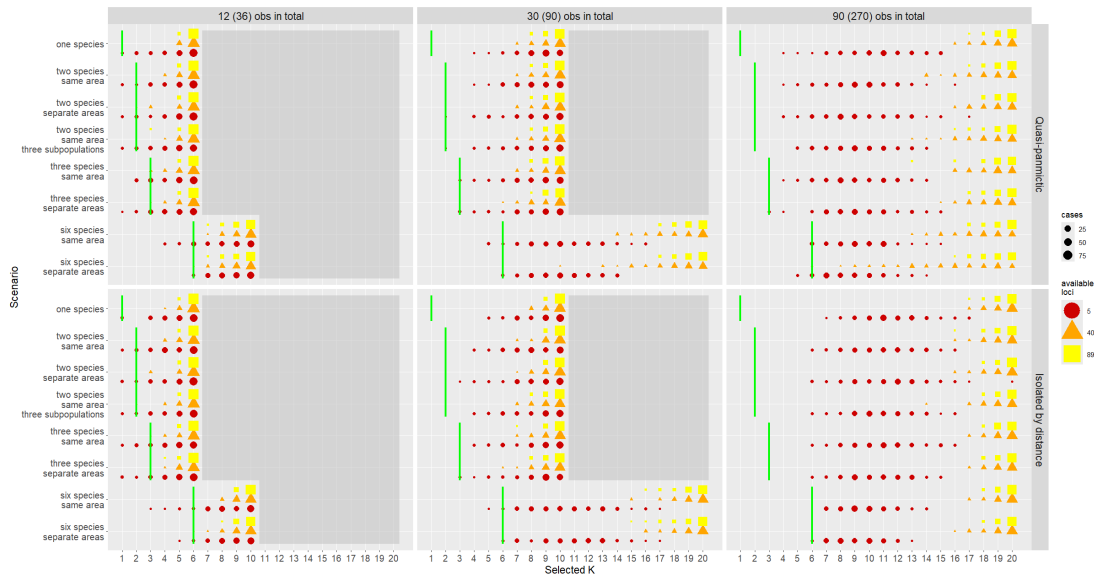 12 (36) obs in total
30 (90) obs in total
90 (270) obs in total
Scenario
one species
two species
same area
two species
separate areas
two species
same area
three subpopulations
three species
same area
three species
separate areas
six species
same area
six species
separate areas
Quasi-panmictic
one species
two species
same area
two species
separate areas
two species
same area
three subpopulations
three species
same area
three species
separate areas
six species
same area
six species
separate areas
Isolated by distance
1 2 3 4 5 6 7 8 9 10 11 12 13 14 15 16 17 18 19 20
1 2 3 4 5 6 7 8 9 10 11 12 13 14 15 16 17 18 19 20
1 2 3 4 5 6 7 8 9 10 11 12 13 14 15 16 17 18 19 20
Selected K
cases
25
50
75
available
loci
5
40
89